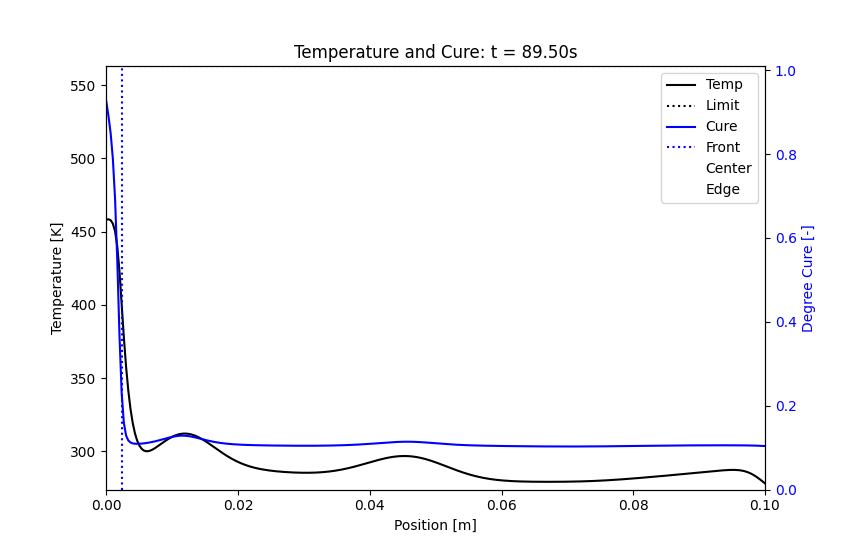 Temperature and Cure: t = 89.50s
550
500
450
400
350
300
Temperature [K]
1.0
0.8
0.6
0.4
0.2
0.0
Degree Cure [-]
Temp
Limit
Cure
Front
Center
Edge
0.00 0.02 0.04 0.06 0.08 0.10
Position [m]